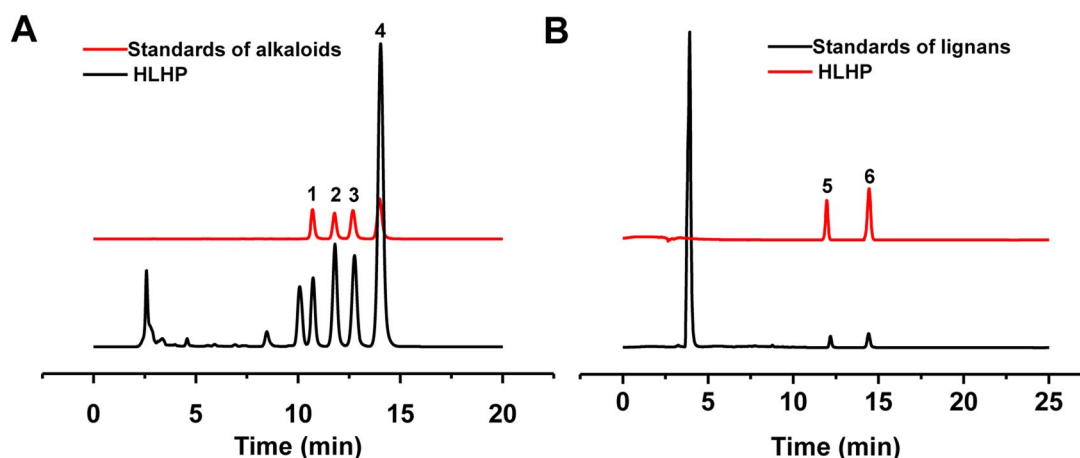 A
Standards of alkaloids
HLHP
1
2
3
4
0
5
10
15
20
Time (min)
B
Standards of lignans
HLHP
5
6
0
5
10
15
20
25
Time (min)